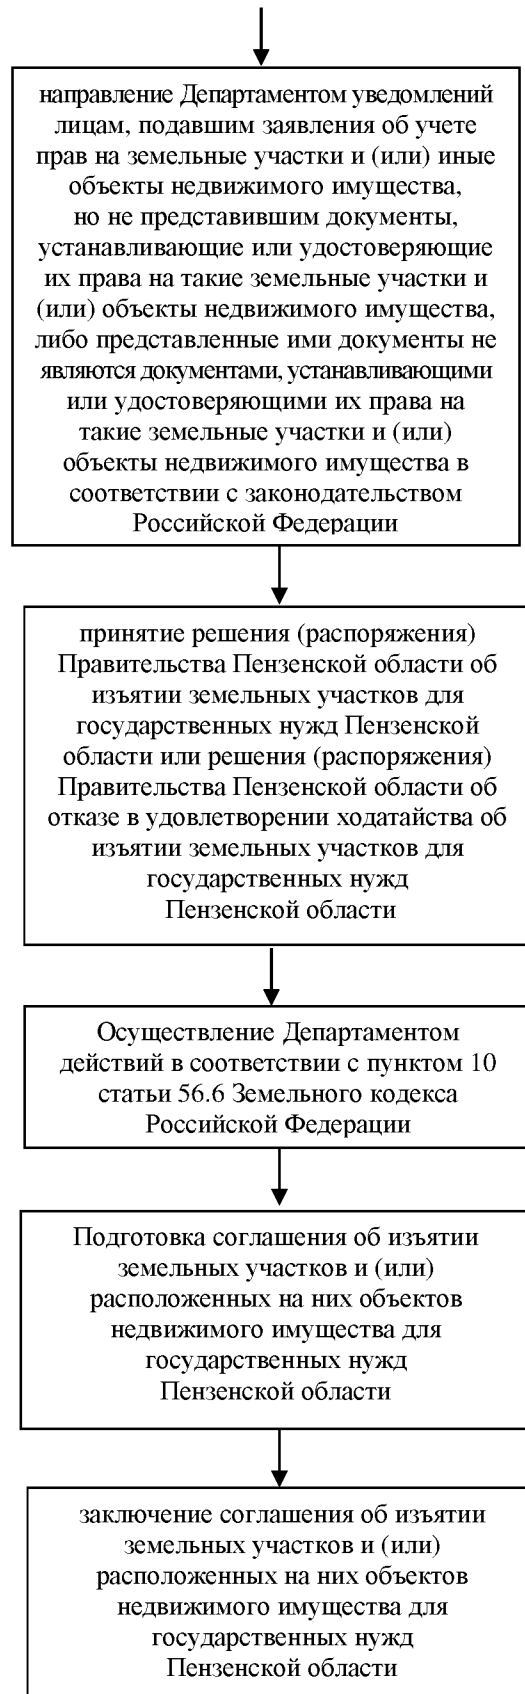 направление Департаментом уведомлений
лицам, подавшим заявления об учете
прав на земельные участки и (или) иные
объекты недвижимого имущества,
но не представившим документы,
устанавливающие или удостоверяющие
их права на такие земельные участки и
(или) объекты недвижимого имущества,
либо представленные ими документы не
являются документами, устанавливающими
или удостоверяющими их права на
такие земельные участки и (или)
объекты недвижимого имущества в
соответствии с законодательством
Российской Федерации
принятие решения (распоряжения)
Правительства Пензенской области об
изъятии земельных участков для
государственных нужд Пензенской
области или решения (распоряжения)
Правительства Пензенской области об
отказе в удовлетворении ходатайства об
изъятии земельных участков для
государственных нужд
Пензенской области
Осуществление Департаментом
действий в соответствии с пунктом 10
статьи 56.6 Земельного кодекса
Российской Федерации
Подготовка соглашения об изъятии
земельных участков и (или)
расположенных на них объектов
недвижимого имущества для
государственных нужд
Пензенской области
заключение соглашения об изъятии
земельных участков и (или)
расположенных на них объектов
недвижимого имущества для
государственных нужд
Пензенской области